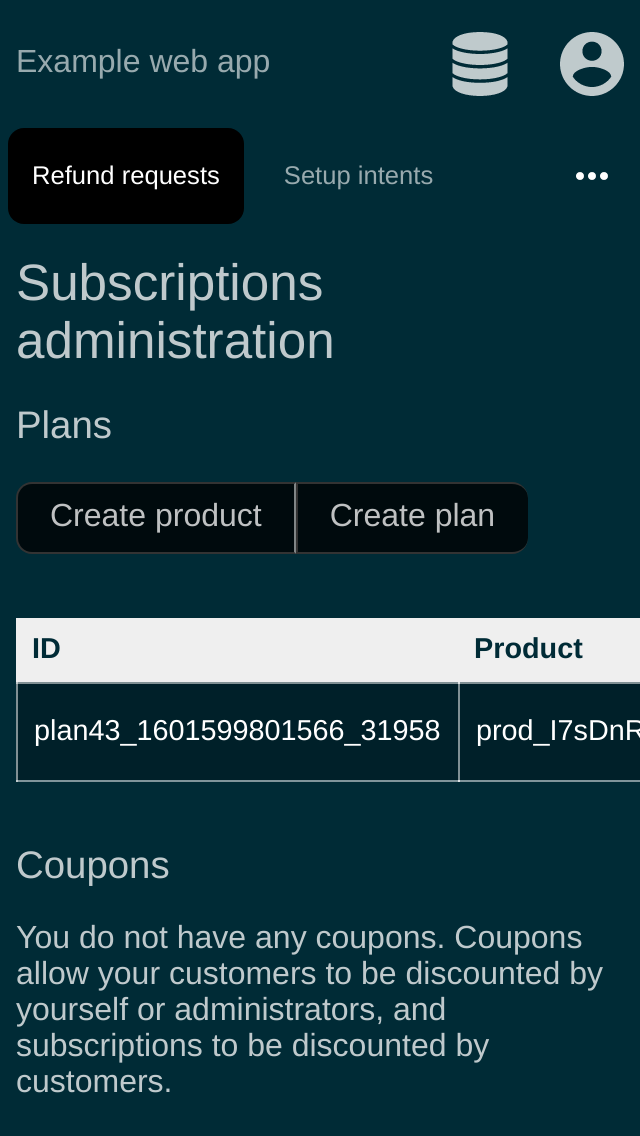 Example web app
Refund requests
Setup intents
Subscriptions
administration
Plans
Create product
Create plan
ID
Product
plan43_1601599801566_31958
prod_I7sDnR
Coupons
You do not have any coupons. Coupons
allow your customers to be discounted by
yourself or administrators, and
subscriptions to be discounted by
customers.